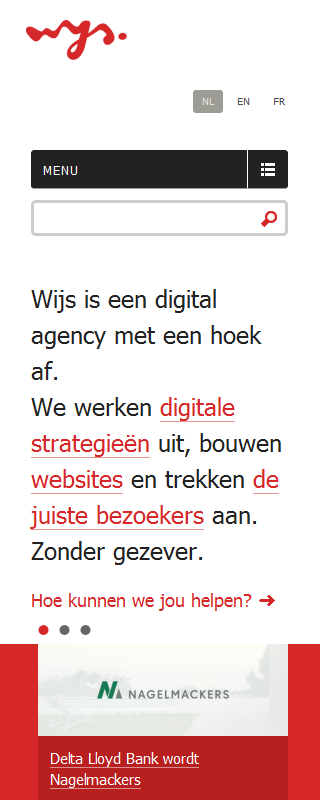 wijs.
NL EN FR
MENU
Wijs is een digital
agency met een hoek
af.
We werken digitale
strategieën uit, bouwen
websites en trekken de
juiste bezoekers aan.
Zonder gezever.
Hoe kunnen we jou helpen?
NAGELMACKERS
Delta Lloyd Bank wordt
Nagelmackers